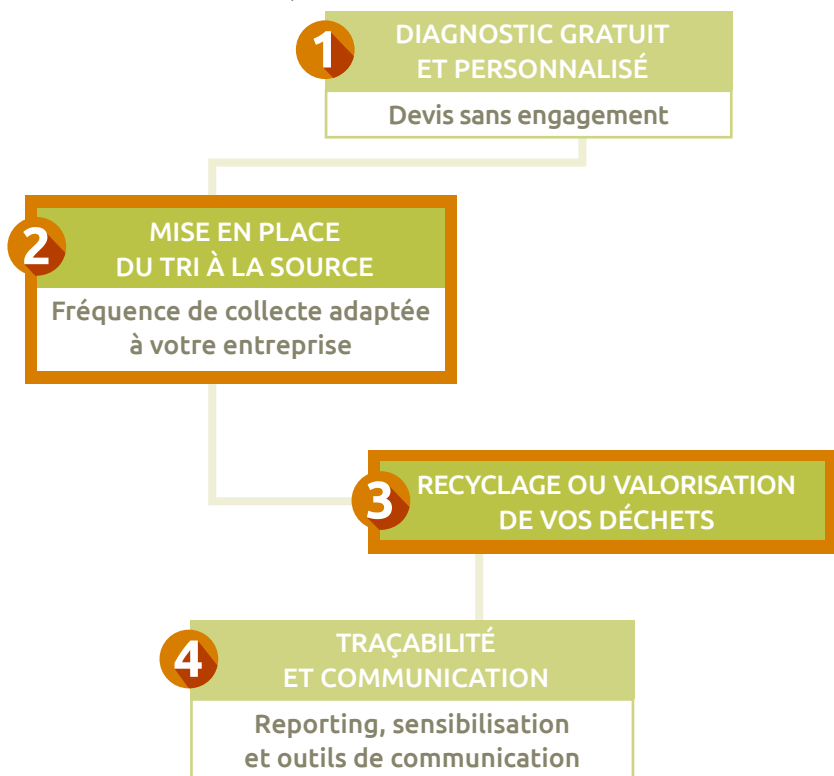 1
DIAGNOSTIC GRATUIT
ET PERSONNALISÉ
Devis sans engagement
2
MISE EN PLACE
DU TRI À LA SOURCE
Fréquence de collecte adaptée
à votre entreprise
3
RECYCLAGE OU VALORISATION
DE VOS DÉCHETS
4
TRAÇABILITÉ
ET COMMUNICATION
Reporting, sensibilisation
et outils de communication